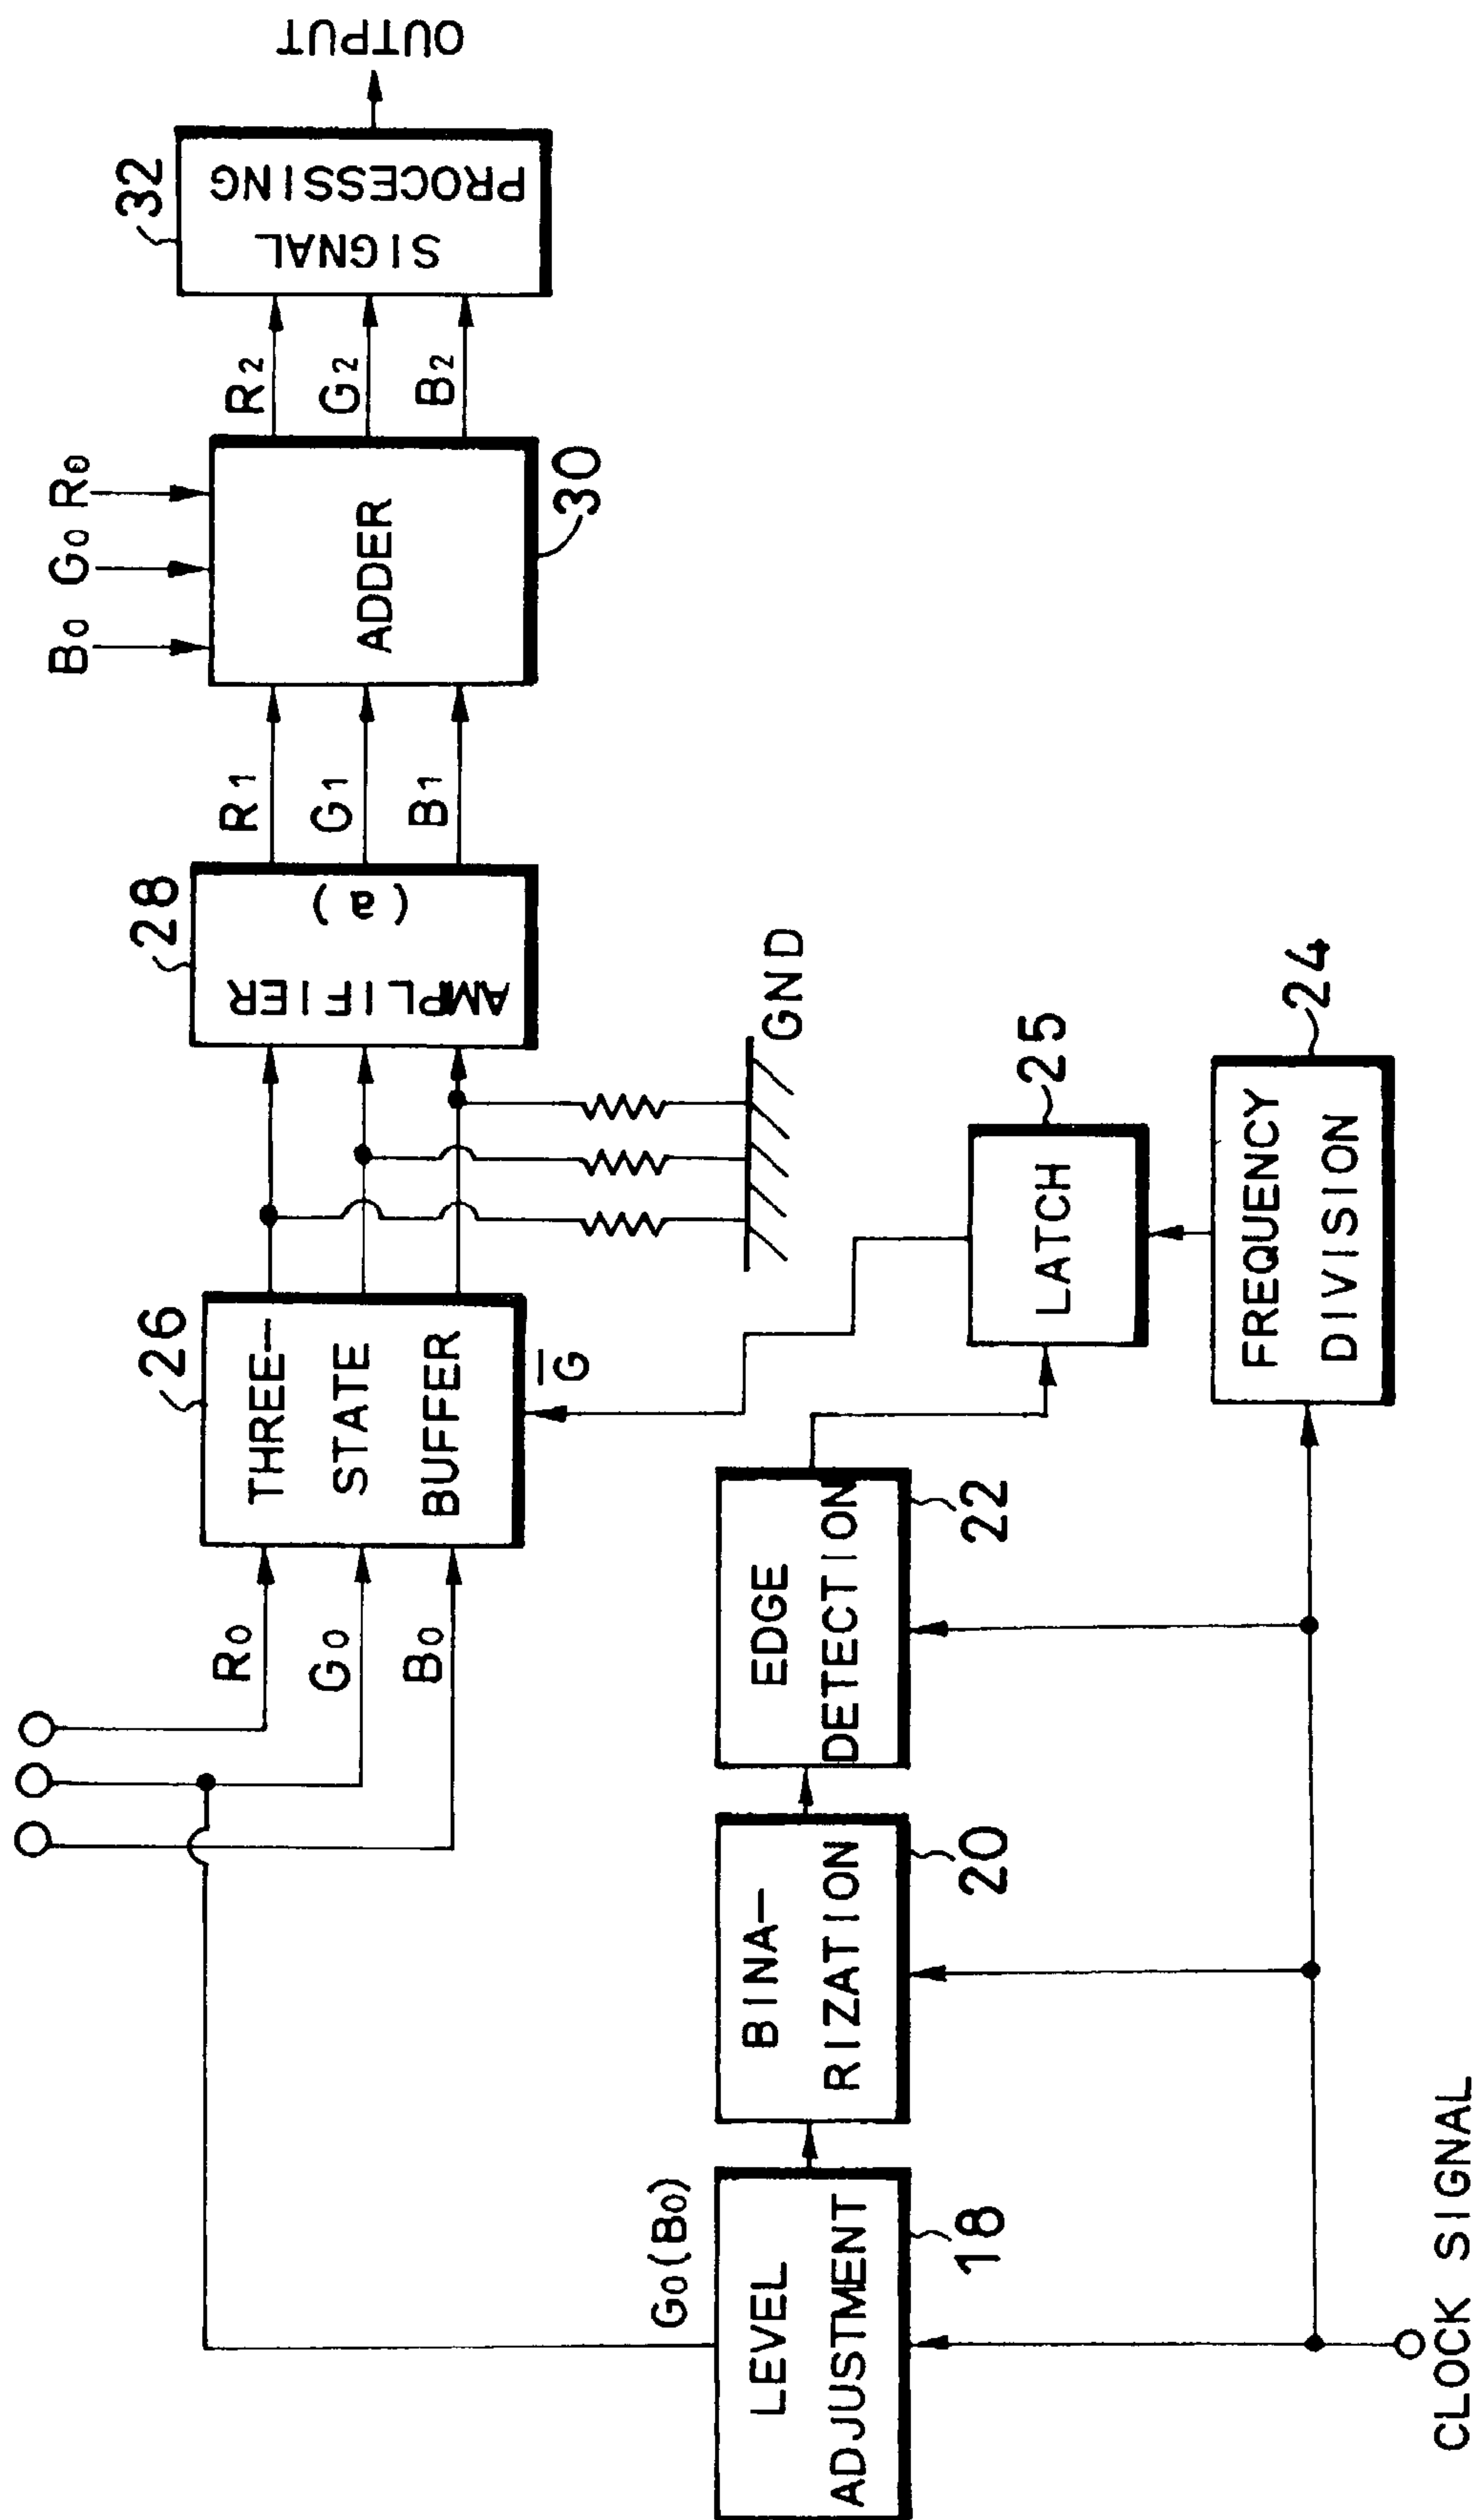 R0
G0
B0
26
THREE-
STATE
BUFFER
G
28
AMPLIFIER
(a)
GND
R1
G1
B1
B0
G0
R0
ADDER
30
R2
G2
B2
32
SIGNAL
PROCESSING
OUTPUT
G0(B0)
LEVEL
ADJUSTMENT
18
BINA-
RIZATION
20
EDGE
DETECTION
22
LATCH
25
FREQUENCY
DIVISION
24
CLOCK SIGNAL